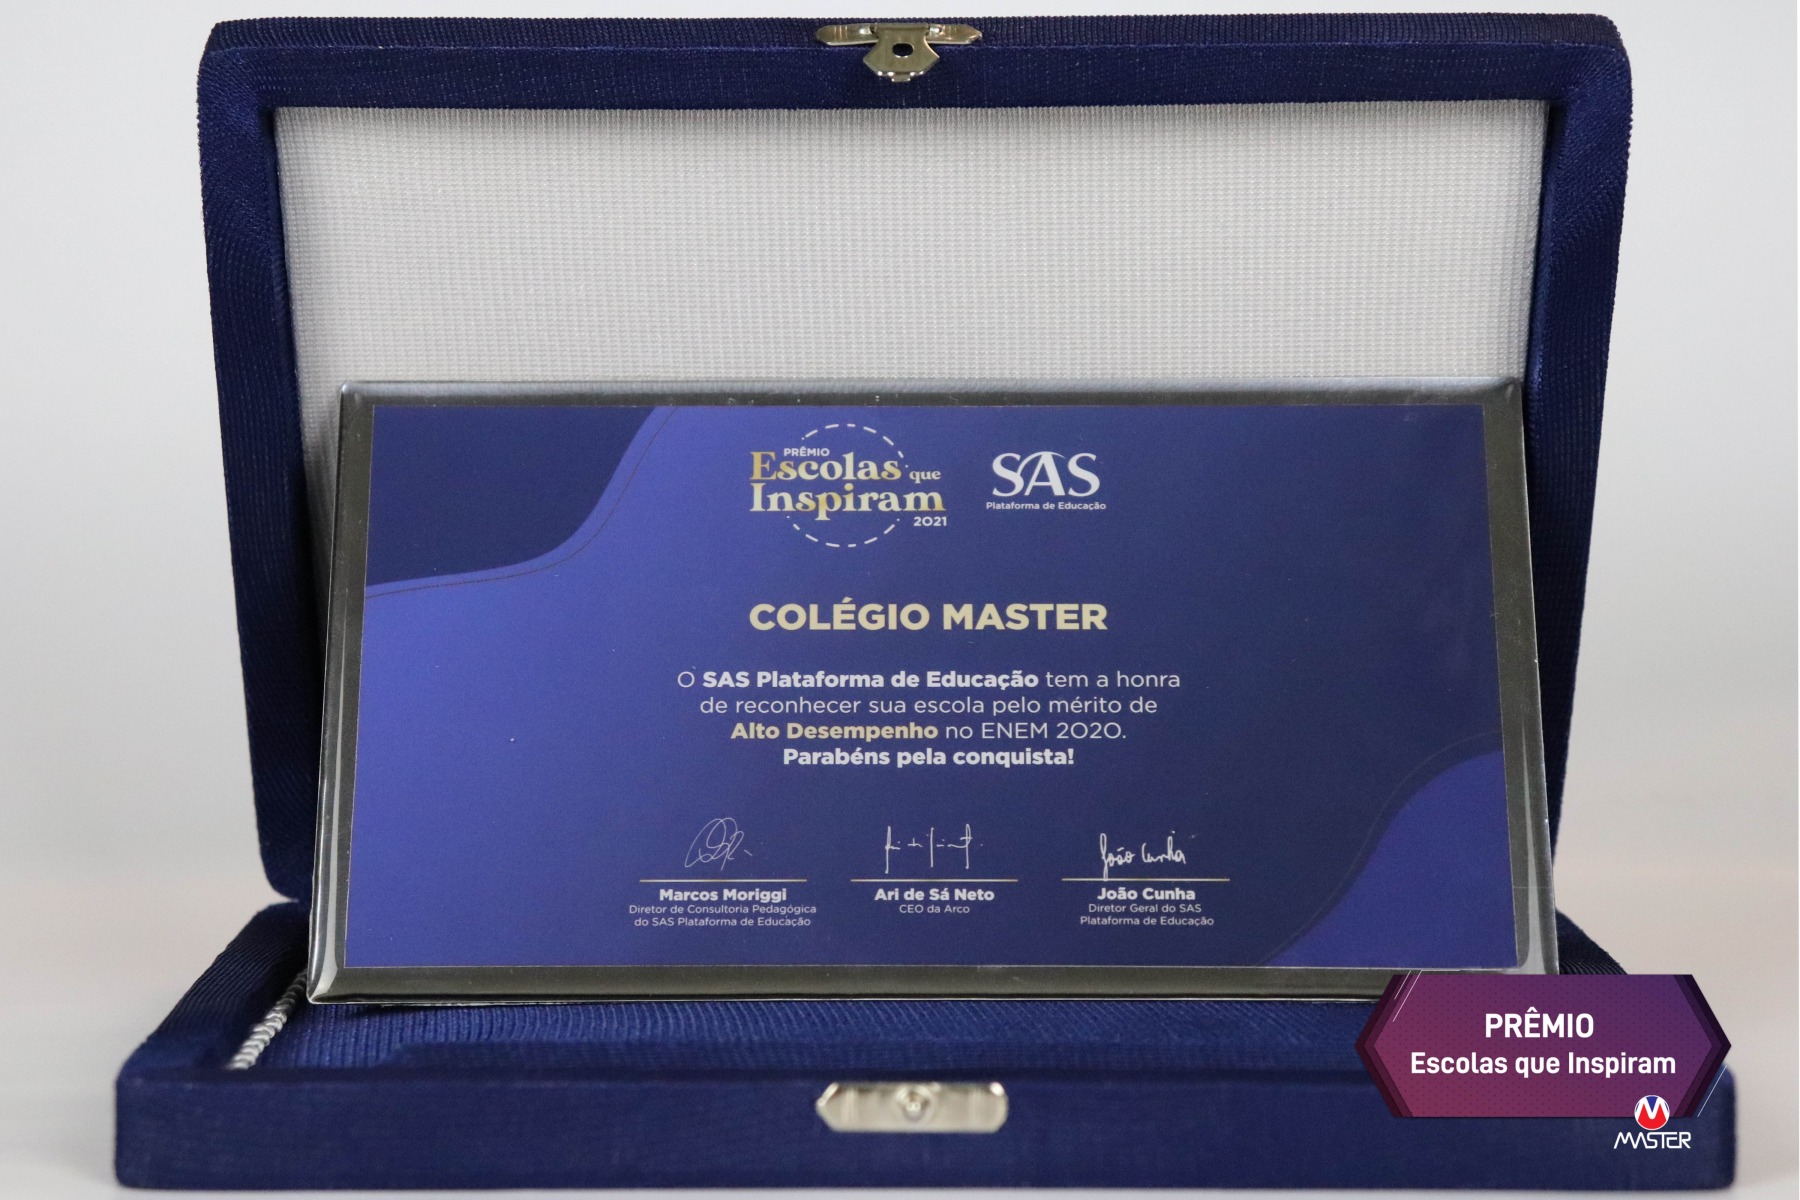 PRÊMIO
Escolas que
Inspiram
2021
SAS
Plataforma de Educação
COLÉGIO MASTER
O SAS Plataforma de Educação tem a honra
de reconhecer sua escola pelo mérito de
Alto Desempenho no ENEM 2020.
Parabéns pela conquista!
João Cunha
Marcos Moriggi
Diretor de Consultoria Pedagógica
do SAS Plataforma de Educação
Ari de Sá Neto
CEO da Arco
João Cunha
Diretor Geral do SAS
Plataforma de Educação
PRÊMIO
Escolas que Inspiram
MASTER